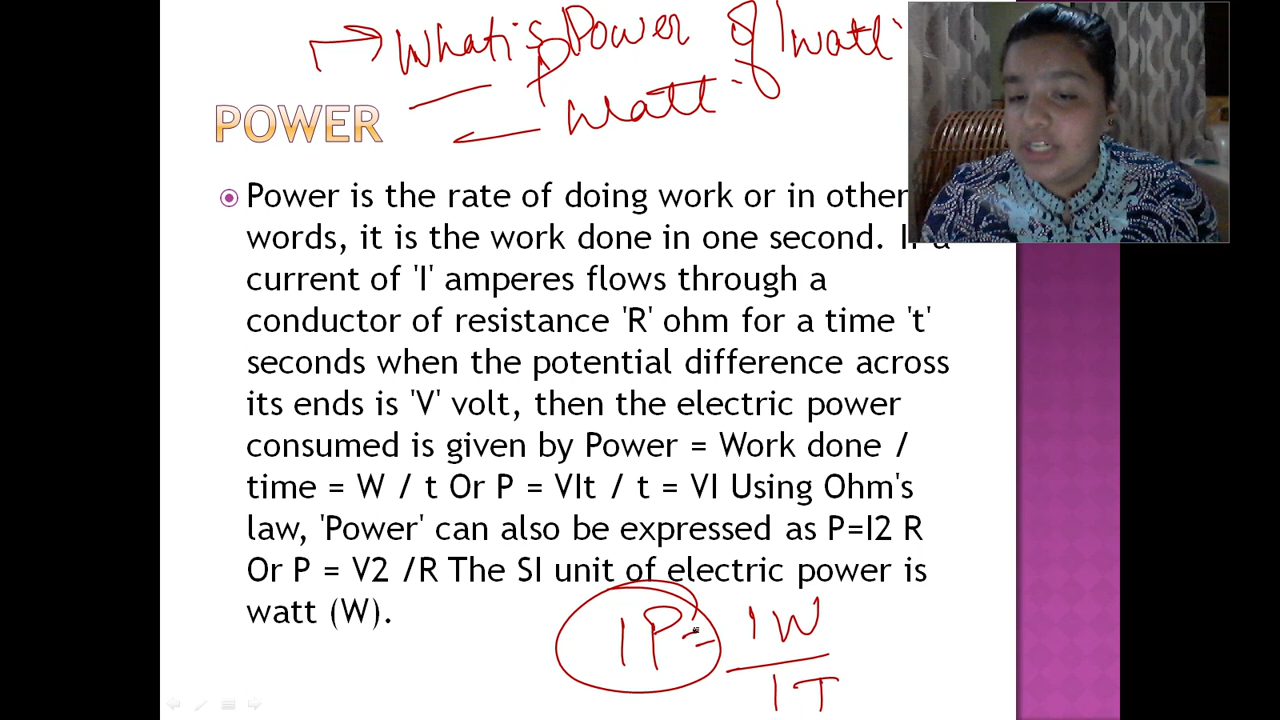 What is Power of 1 watt
watt
POWER
Power is the rate of doing work or in other
words, it is the work done in one second. If a
current of 'I' amperes flows through a
conductor of resistance 'R' ohm for a time 't'
seconds when the potential difference across
its ends is 'V' volt, then the electric power
consumed is given by Power = Work done /
time = W / t Or P = VIt / t = VI Using Ohm's
law, 'Power' can also be expressed as P=I2 R
Or P = V2 /R The SI unit of electric power is
watt (W).
1P = 1W
1T